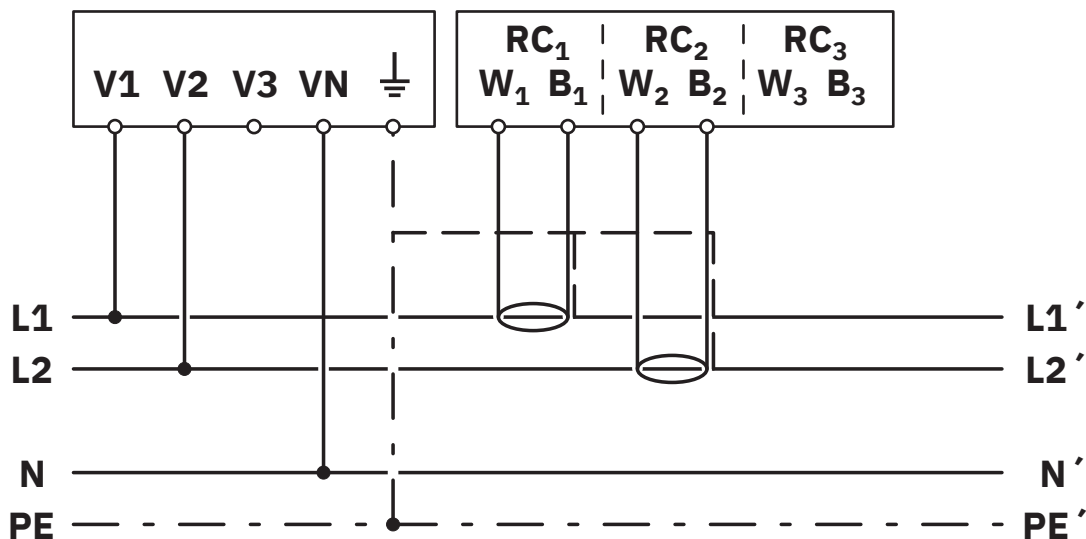 RC₁ RC₂ RC₃
V1 V2 V3 VN W₁ B₁ W₂ B₂ W₃ B₃
L1 L1′
L2 L2′
N N′
PE PE′